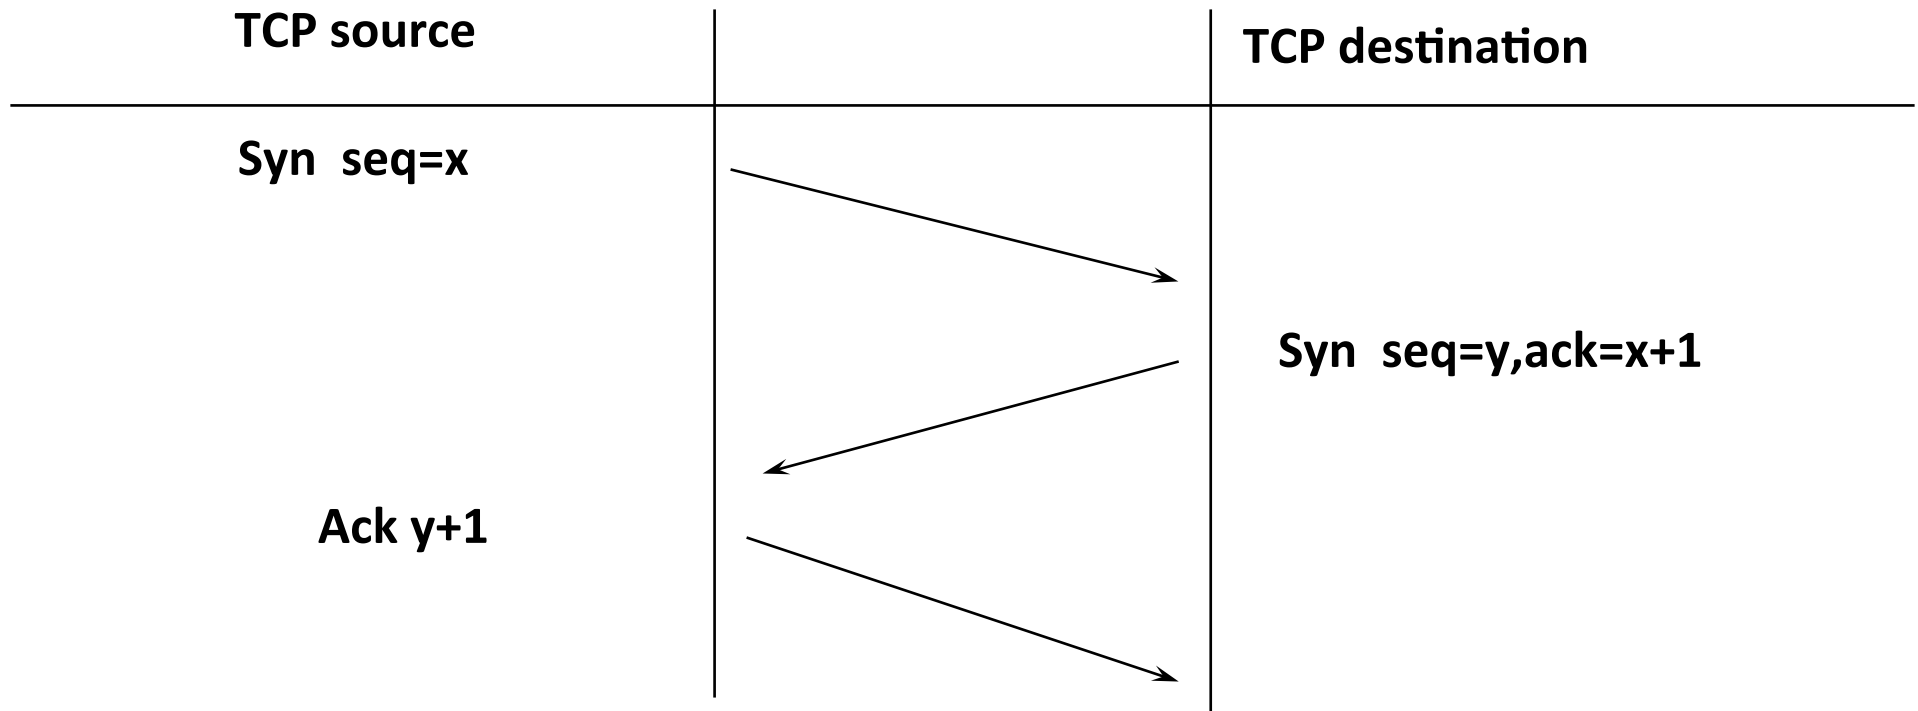 TCP source
TCP destination
Syn  seq=x
Syn  seq=y,ack=x+1
Ack y+1